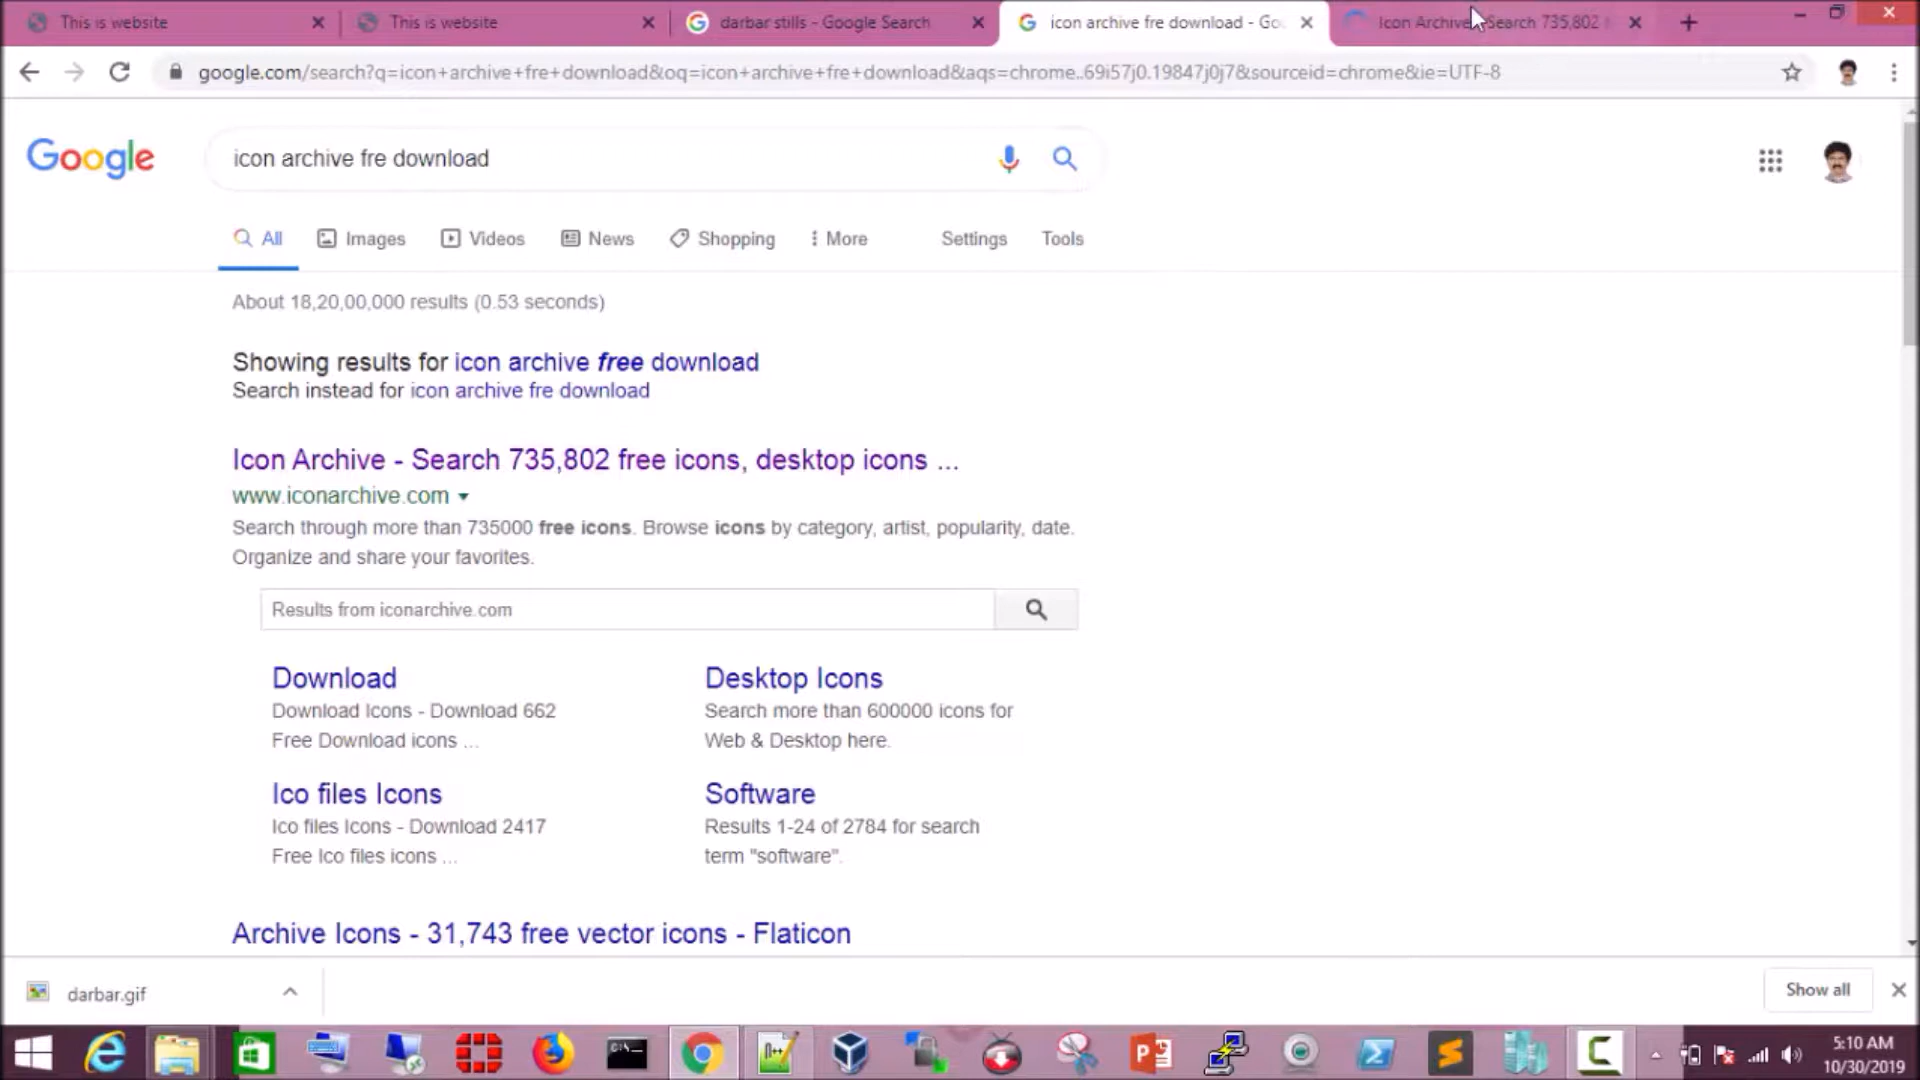 This is website
This is website
darbar stills - Google Search
icon archive fre download - Go
Icon Archive - Search 735,802
google.com/search?q=icon+archive+fre+download&oq=icon+archive+fre+download&aqs=chrome..69i57j0.19847j0j7&sourceid=chrome&ie=UTF-8
Google
icon archive fre download
All
Images
Videos
News
Shopping
More
Settings
Tools
About 18,20,00,000 results (0.53 seconds)
Showing results for icon archive free download
Search instead for icon archive fre download
Icon Archive - Search 735,802 free icons, desktop icons ...
www.iconarchive.com
Search through more than 735000 free icons. Browse icons by category, artist, popularity, date.
Organize and share your favorites.
Results from iconarchive.com
Download
Download Icons - Download 662
Free Download icons ...
Desktop Icons
Search more than 600000 icons for
Web & Desktop here.
Ico files Icons
Ico files Icons - Download 2417
Free Ico files icons ...
Software
Results 1-24 of 2784 for search
term "software".
Archive Icons - 31,743 free vector icons - Flaticon
darbar.gif
Show all
5:10 AM
10/30/2019